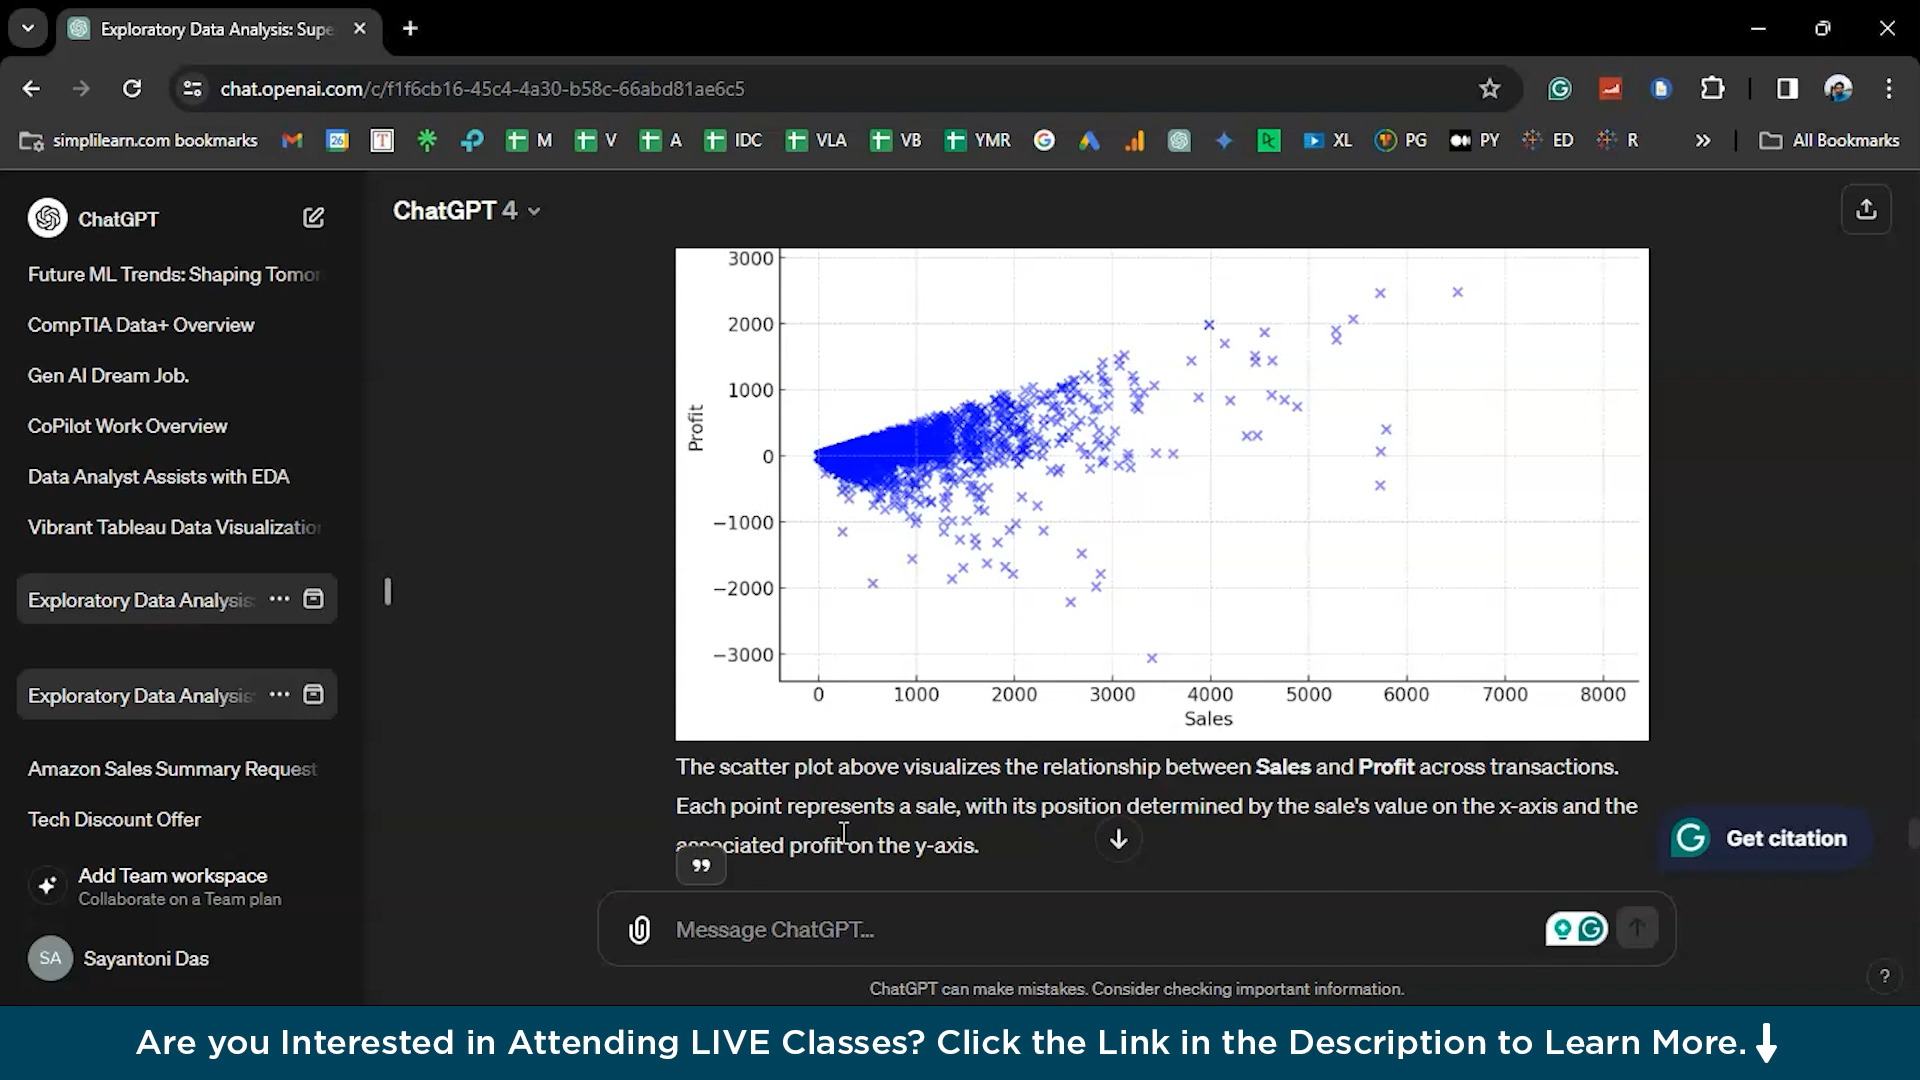 Exploratory Data Analysis: Supe
chat.openai.com/c/f1f6cb16-45c4-4a30-b58c-66abd81ae6c5
simplilearn.com bookmarks
M
V
A
IDC
VLA
VB
YMR
XL
PG
PY
ED
R
All Bookmarks
ChatGPT
Future ML Trends: Shaping Tomor
CompTIA Data+ Overview
Gen AI Dream Job.
CoPilot Work Overview
Data Analyst Assists with EDA
Vibrant Tableau Data Visualization
Exploratory Data Analysis:
Exploratory Data Analysis:
Amazon Sales Summary Request
Tech Discount Offer
Add Team workspace
Collaborate on a Team plan
SA
Sayantoni Das
ChatGPT 4
3000
2000
1000
0
−1000
−2000
−3000
Profit
0 1000 2000 3000 4000 5000 6000 7000 8000
Sales
The scatter plot above visualizes the relationship between Sales and Profit across transactions.
Each point represents a sale, with its position determined by the sale's value on the x-axis and the
associated profit on the y-axis.
Get citation
Message ChatGPT...
ChatGPT can make mistakes. Consider checking important information.
?
Are you Interested in Attending LIVE Classes? Click the Link in the Description to Learn More.